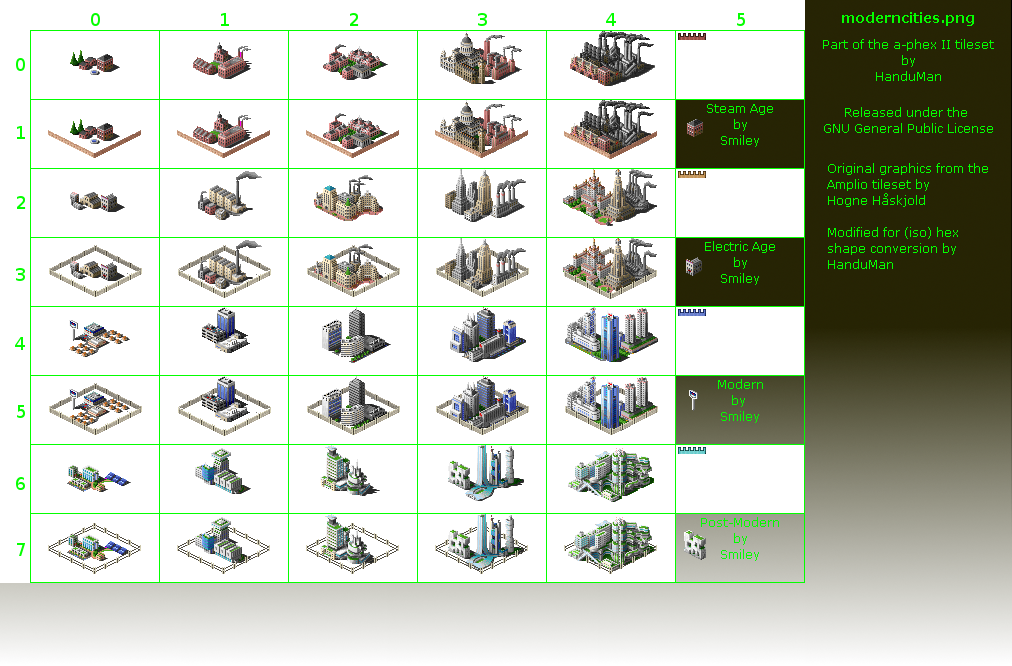 0 1 2 3 4 5
moderncities.png
Part of the a-phex II tileset
by
HanduMan
Released under the
GNU General Public License
Original graphics from the
Amplio tileset by
Hogne Håskjold
Modified for (iso) hex
shape conversion by
HanduMan
0
1
Steam Age
by
Smiley
2
3
Electric Age
by
Smiley
4
5
Modern
by
Smiley
6
7
Post-Modern
by
Smiley